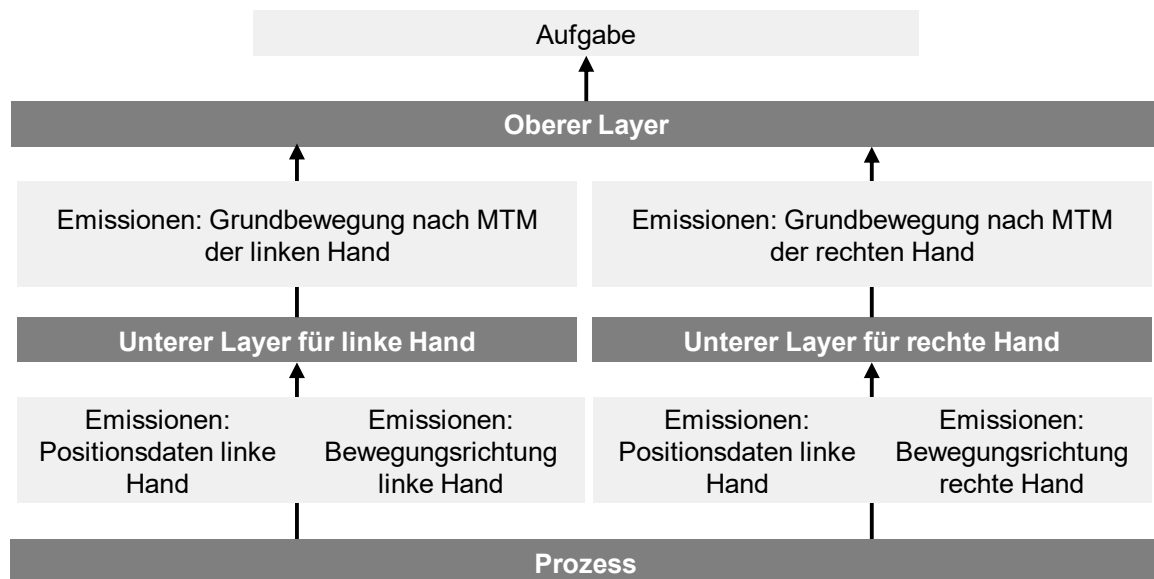 Aufgabe
Oberer Layer
Emissionen: Grundbewegung nach MTM
der linken Hand
Emissionen: Grundbewegung nach MTM
der rechten Hand
Unterer Layer für linke Hand
Unterer Layer für rechte Hand
Emissionen:
Positionsdaten linke
Hand
Emissionen:
Bewegungsrichtung
linke Hand
Emissionen:
Positionsdaten linke
Hand
Emissionen:
Bewegungsrichtung
rechte Hand
Prozess